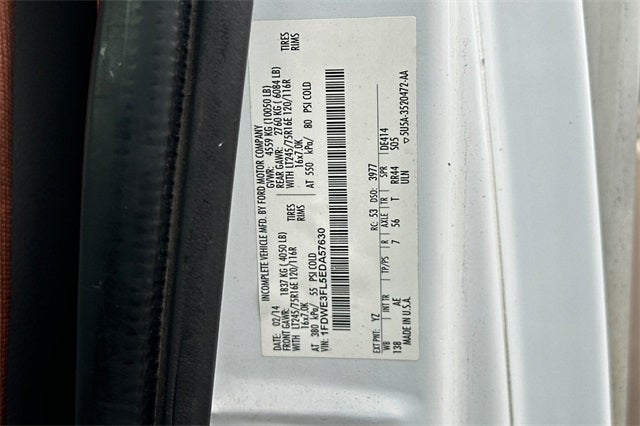 INCOMPLETE VEHICLE MFD. BY FORD MOTOR COMPANY
DATE: 02/14 GVWR: 4559 KG (10050 LB)
FRONT GAWR: 1837 KG (4050 LB) REAR GAWR: 2760 KG (6084 LB)
WITH LT245/75R16E 120/116R TIRES WITH LT245/75R16E 120/116R TIRES
16x7.0K RIMS 16x7.0K RIMS
AT 380 kPa/ 55 PSI COLD AT 550 kPa/ 80 PSI COLD
VIN: 1FDWE3FL5EDA57630
EXT PNT: YZ RC: 53 DSO: 3977
WB INT TR TP/PS R AXLE TR SPR DE414
138 AE 7 56 T RR44 S05
MADE IN U.S.A. ULN
▽5U5A-3520472-AA